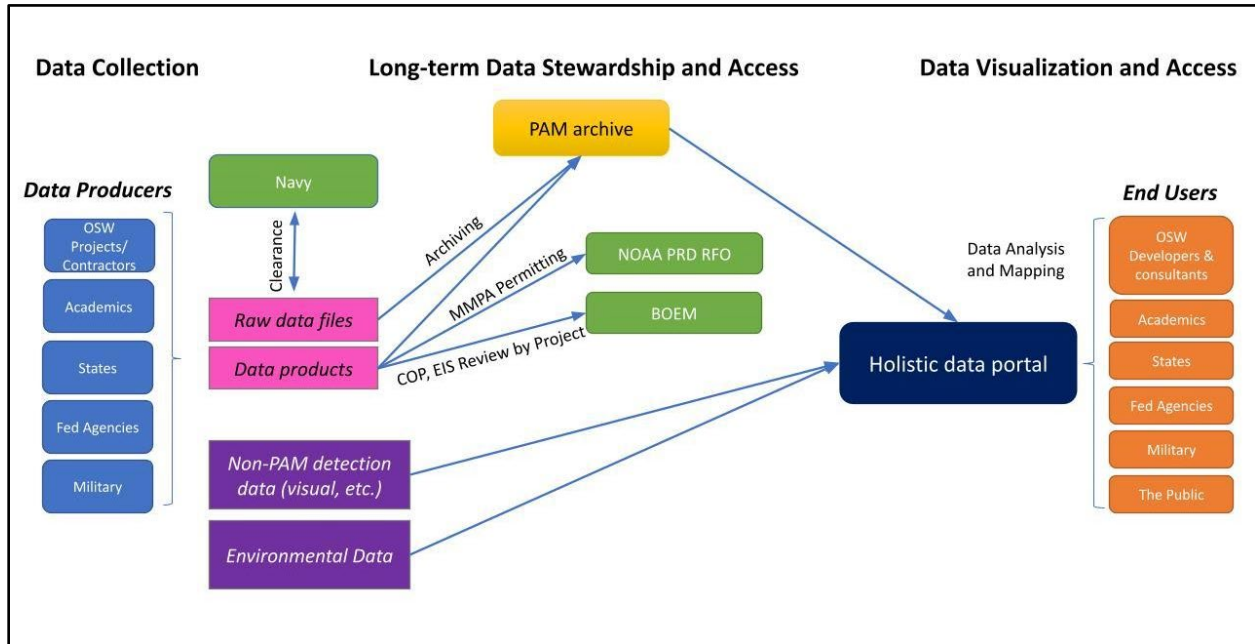 Data Collection
Long-term Data Stewardship and Access
Data Visualization and Access
PAM archive
Data Producers
OSW
Projects/
Contractors
Academics
States
Fed Agencies
Military
Navy
Clearance
Raw data files
Data products
Non-PAM detection
data (visual, etc.)
Environmental Data
Archiving
MMPA Permitting
COP, EIS Review by Project
NOAA PRD RFO
BOEM
Data Analysis
and Mapping
Holistic data portal
End Users
OSW
Developers &
consultants
Academics
States
Fed Agencies
Military
The Public